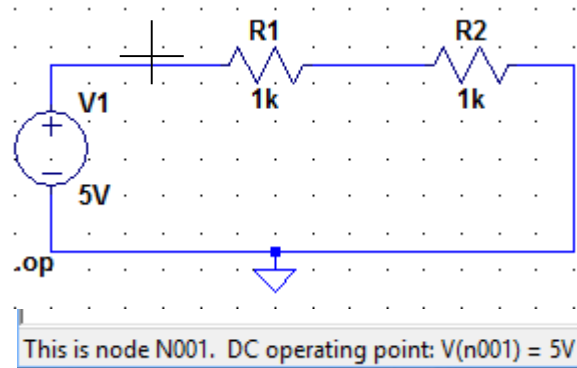 R1 R2
1k 1k
V1
5V
.op
This is node N001. DC operating point: V(n001) = 5V